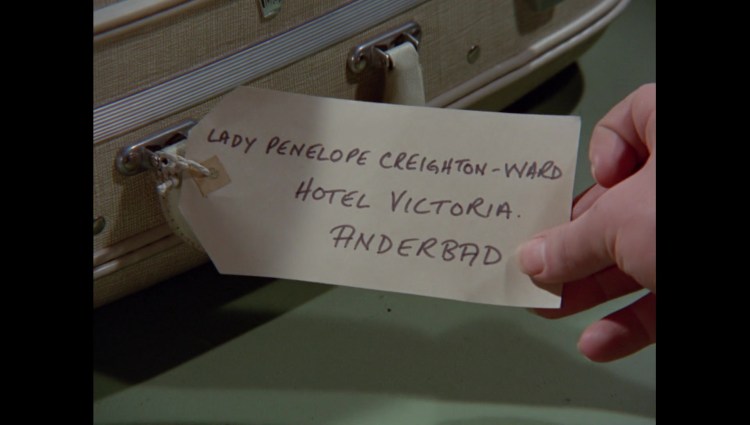 LADY PENELOPE CREIGHTON-WARD
HOTEL VICTORIA.
ANDERBAD